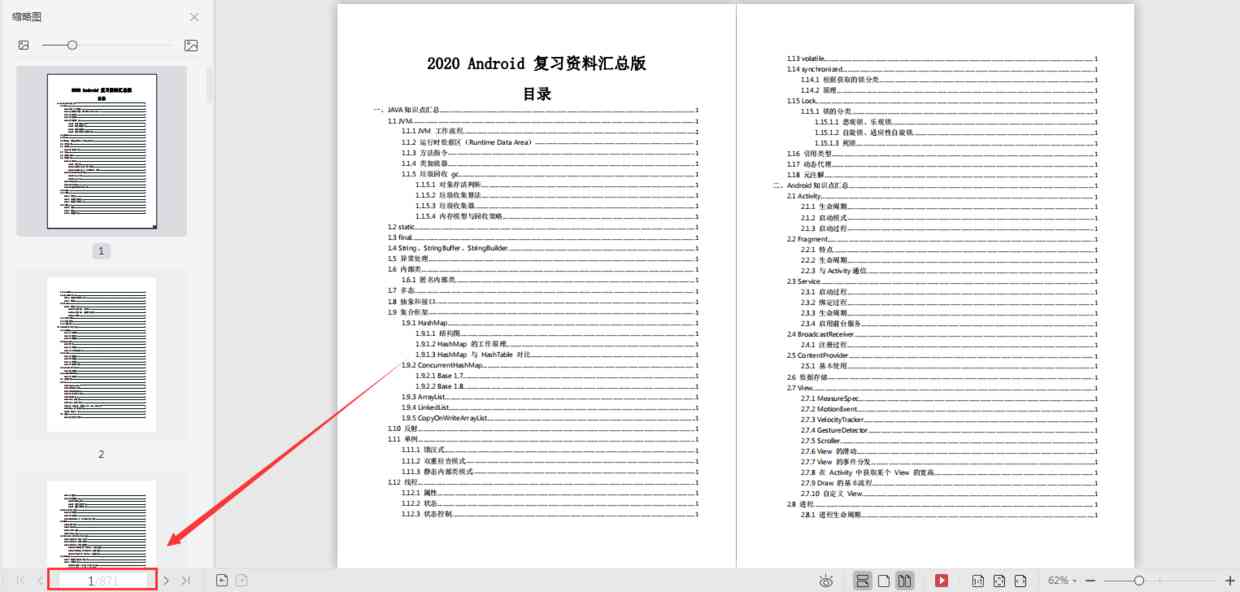 缩略图
1
2
2020 Android 复习资料汇总版
目录
一、JAVA 知识点汇总 1
1.1 JVM 1
1.1.1 JVM 工作流程 1
1.1.2 运行时数据区（Runtime Data Area） 1
1.1.3 方法指令 1
1.1.4 类加载器 1
1.1.5 垃圾回收 gc 1
1.1.5.1 对象存活判断 1
1.1.5.2 垃圾收集算法 1
1.1.5.3 垃圾收集器 1
1.1.5.4 内存模型与回收策略 1
1.2 static 1
1.3 final 1
1.4 String、StringBuffer、StringBuilder 1
1.5 异常处理 1
1.6 内部类 1
1.6.1 匿名内部类 1
1.7 多态 1
1.8 抽象和接口 1
1.9 集合框架 1
1.9.1 HashMap 1
1.9.1.1 结构图 1
1.9.1.2 HashMap 的工作原理 1
1.9.1.3 HashMap 与 HashTable 对比 1
1.9.2 ConcurrentHashMap 1
1.9.2.1 Base 1.7 1
1.9.2.2 Base 1.8 1
1.9.3 ArrayList 1
1.9.4 LinkedList 1
1.9.5 CopyOnWriteArrayList 1
1.10 反射 1
1.11 单例 1
1.11.1 饿汉式 1
1.11.2 双重检查模式 1
1.11.3 静态内部类模式 1
1.12 线程 1
1.12.1 属性 1
1.12.2 状态 1
1.12.3 状态控制 1
1.13 volatile 1
1.14 synchronized 1
1.14.1 根据获取的锁分类 1
1.14.2 原理 1
1.15 Lock 1
1.15.1 锁的分类 1
1.15.1.1 悲观锁、乐观锁 1
1.15.1.2 自旋锁、适应性自旋锁 1
1.15.1.3 死锁 1
1.16 引用类型 1
1.17 动态代理 1
1.18 元注解 1
二、Android 知识点汇总 1
2.1 Activity 1
2.1.1 生命周期 1
2.1.2 启动模式 1
2.1.3 启动过程 1
2.2 Fragment 1
2.2.1 特点 1
2.2.2 生命周期 1
2.2.3 与 Activity 通信 1
2.3 Service 1
2.3.1 启动过程 1
2.3.2 绑定过程 1
2.3.3 生命周期 1
2.3.4 启用前台服务 1
2.4 BroadcastReceiver 1
2.4.1 注册过程 1
2.5 ContentProvider 1
2.5.1 基本使用 1
2.6 数据存储 1
2.7 View 1
2.7.1 MeasureSpec 1
2.7.2 MotionEvent 1
2.7.3 VelocityTracker 1
2.7.4 GestureDetector 1
2.7.5 Scroller 1
2.7.6 View 的滑动 1
2.7.7 View 的事件分发 1
2.7.8 在 Activity 中获取某个 View 的宽高 1
2.7.9 Draw 的基本流程 1
2.7.10 自定义 View 1
2.8 进程 1
2.8.1 进程生命周期 1
1/871
62%